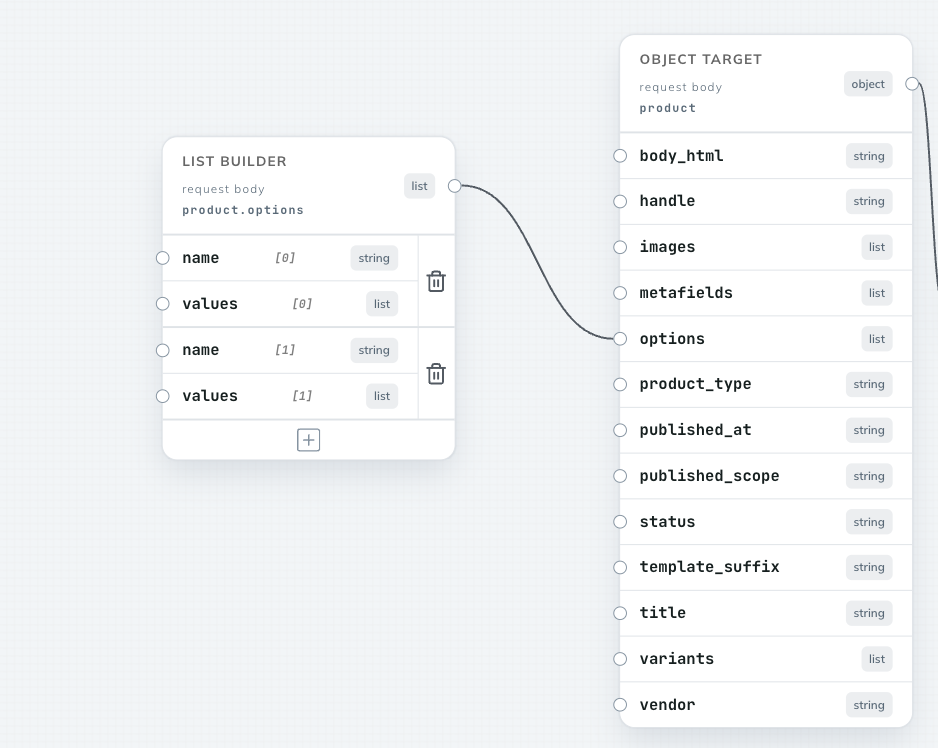 LIST BUILDER
request body
product.options
list
name [0] string
values [0] list
name [1] string
values [1] list
OBJECT TARGET
request body
product
object
body_html string
handle string
images list
metafields list
options list
product_type string
published_at string
published_scope string
status string
template_suffix string
title string
variants list
vendor string